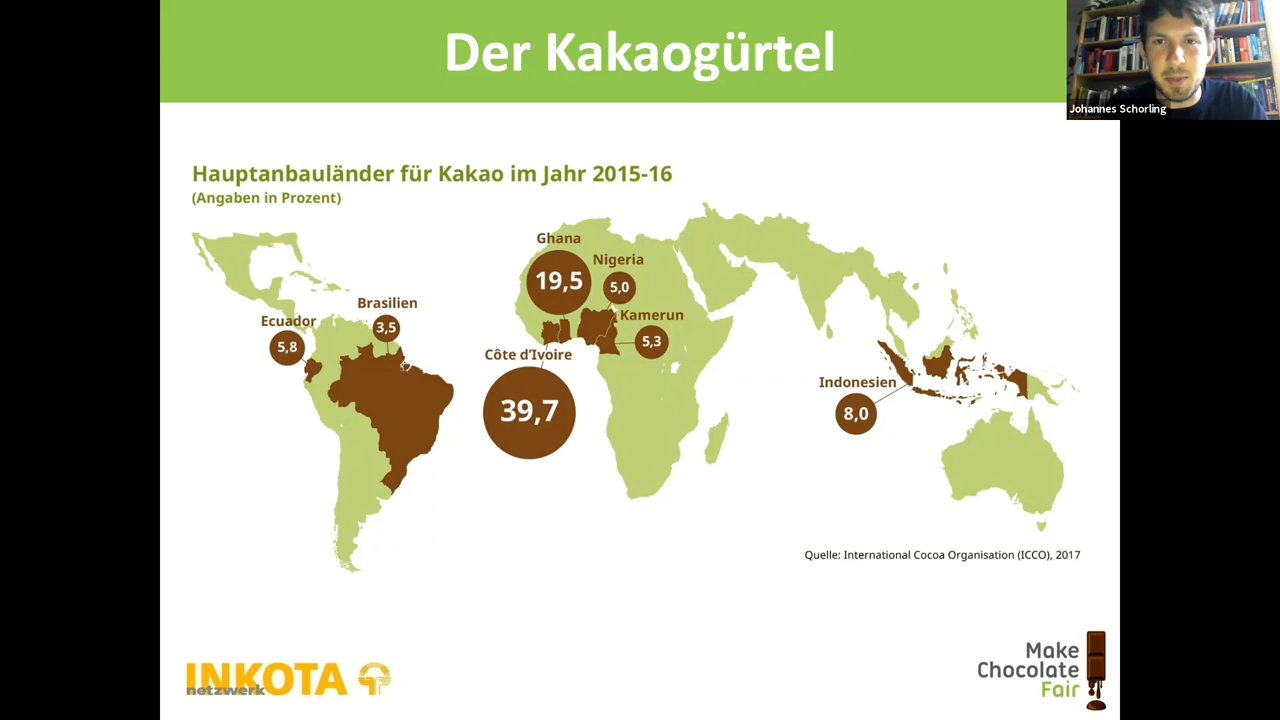 Der Kakaogürtel
Johannes Schorling
Hauptanbauländer für Kakao im Jahr 2015-16
(Angaben in Prozent)
Ghana
19,5
Nigeria
5,0
Brasilien
3,5
Ecuador
5,8
Kamerun
5,3
Côte d'Ivoire
39,7
Indonesien
8,0
Quelle: International Cocoa Organisation (ICCO), 2017
INKOTA
netzwerk
Make
Chocolate
Fair